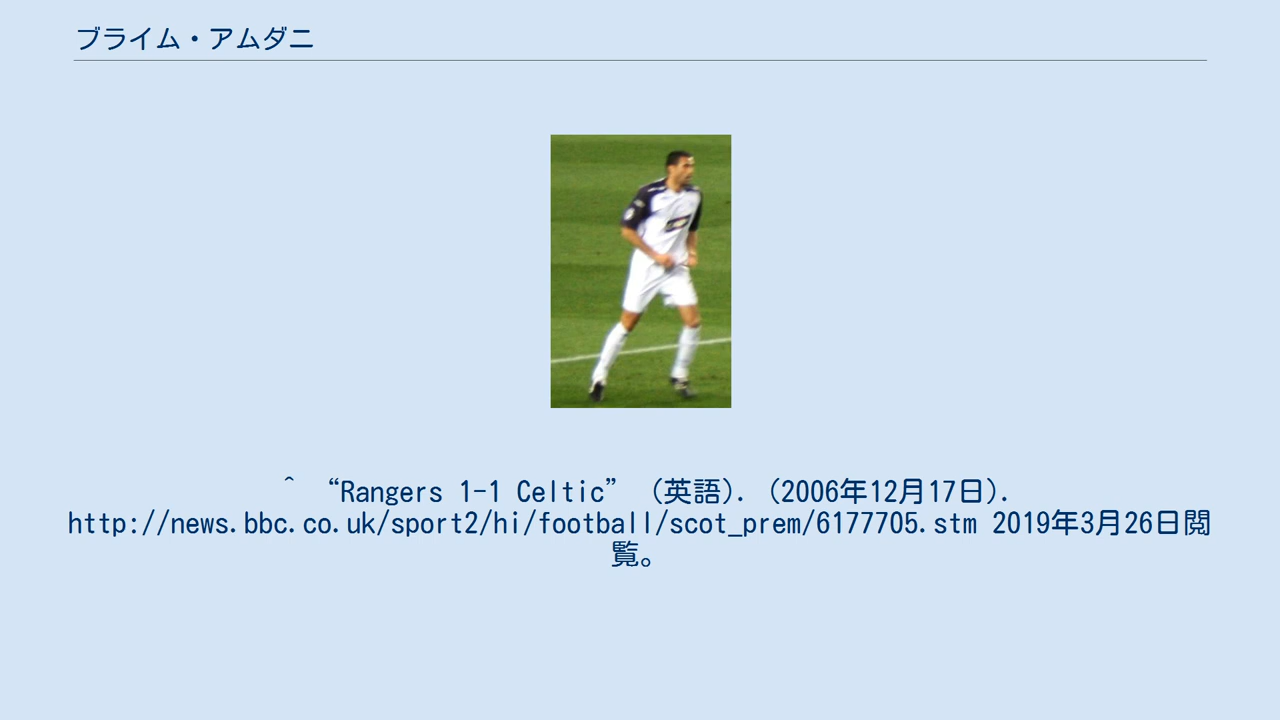 ブライム・アムダニ
^ “Rangers 1-1 Celtic” (英語). (2006年12月17日).
http://news.bbc.co.uk/sport2/hi/football/scot_prem/6177705.stm 2019年3月26日閲
覧。